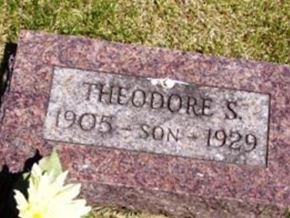 THEODORE S.
1905 - SON - 1929